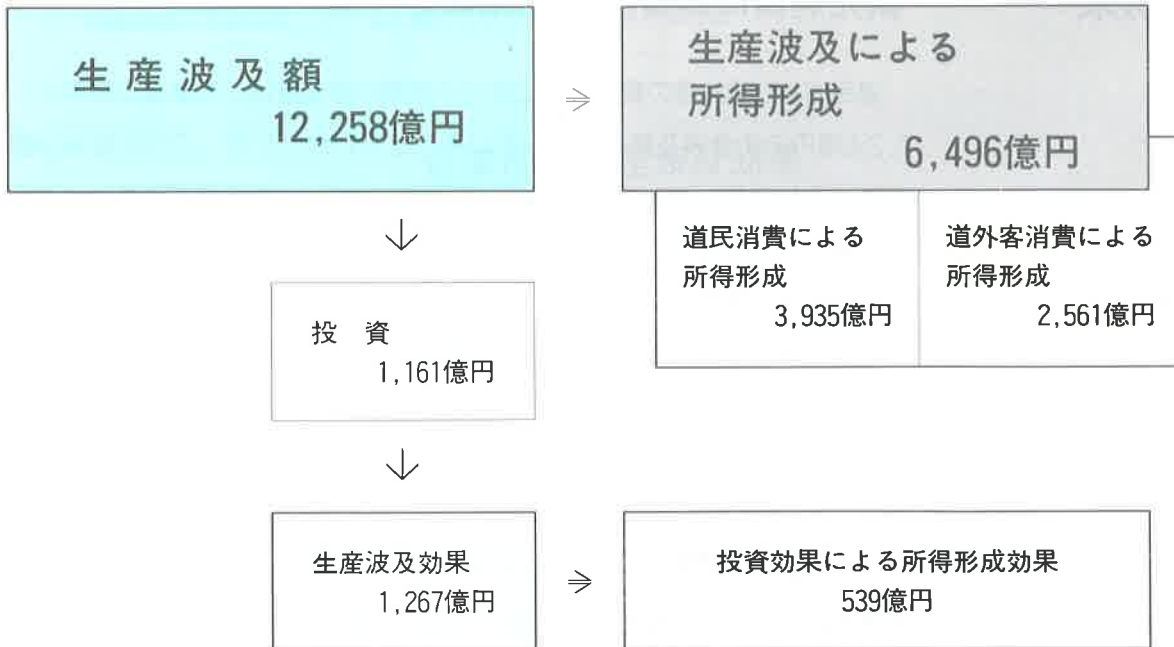 生産波及額
12,258億円
⇒
生産波及による
所得形成
6,496億円
↓
道民消費による
所得形成
3,935億円
道外客消費による
所得形成
2,561億円
投 資
1,161億円
↓
生産波及効果
1,267億円
⇒
投資効果による所得形成効果
539億円